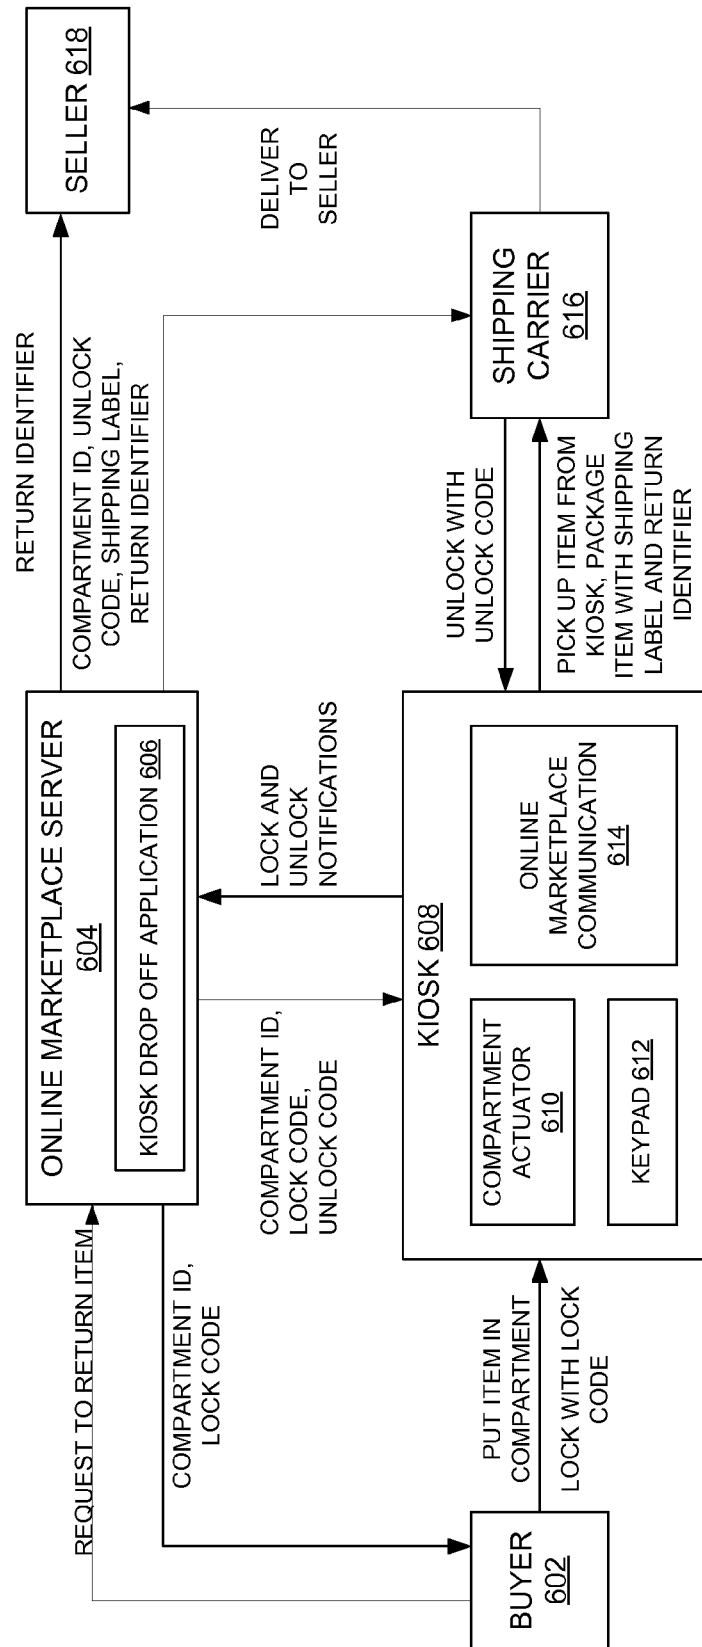 REQUEST TO RETURN ITEM
ONLINE MARKETPLACE SERVER
604
KIOSK DROP OFF APPLICATION 606
RETURN IDENTIFIER
COMPARTMENT ID, UNLOCK
CODE, SHIPPING LABEL,
RETURN IDENTIFIER
SELLER 618
COMPARTMENT ID,
LOCK CODE
COMPARTMENT ID,
LOCK CODE,
UNLOCK CODE
LOCK AND
UNLOCK
NOTIFICATIONS
DELIVER
TO
SELLER
BUYER
602
PUT ITEM IN
COMPARTMENT
LOCK WITH LOCK
CODE
KIOSK 608
COMPARTMENT
ACTUATOR
610
KEYPAD 612
ONLINE
MARKETPLACE
COMMUNICATION
614
UNLOCK WITH
UNLOCK CODE
PICK UP ITEM FROM
KIOSK, PACKAGE
ITEM WITH SHIPPING
LABEL AND RETURN
IDENTIFIER
SHIPPING
CARRIER
616